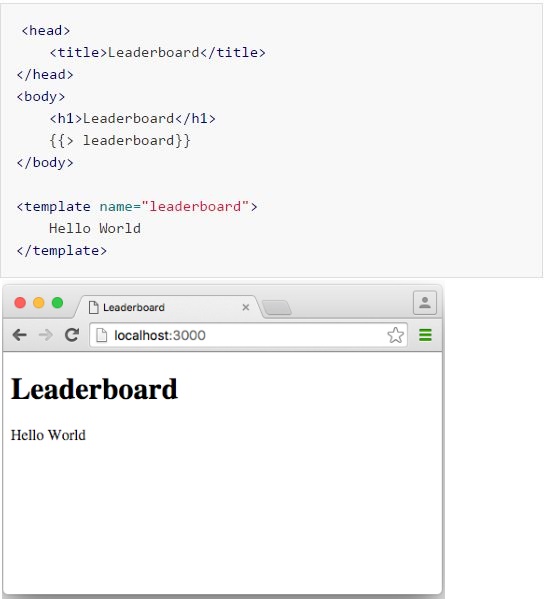 <head>
    <title>Leaderboard</title>
</head>
<body>
    <h1>Leaderboard</h1>
    {{> leaderboard}}
</body>

<template name="leaderboard">
    Hello World
</template>
Leaderboard
localhost:3000
Leaderboard
Hello World